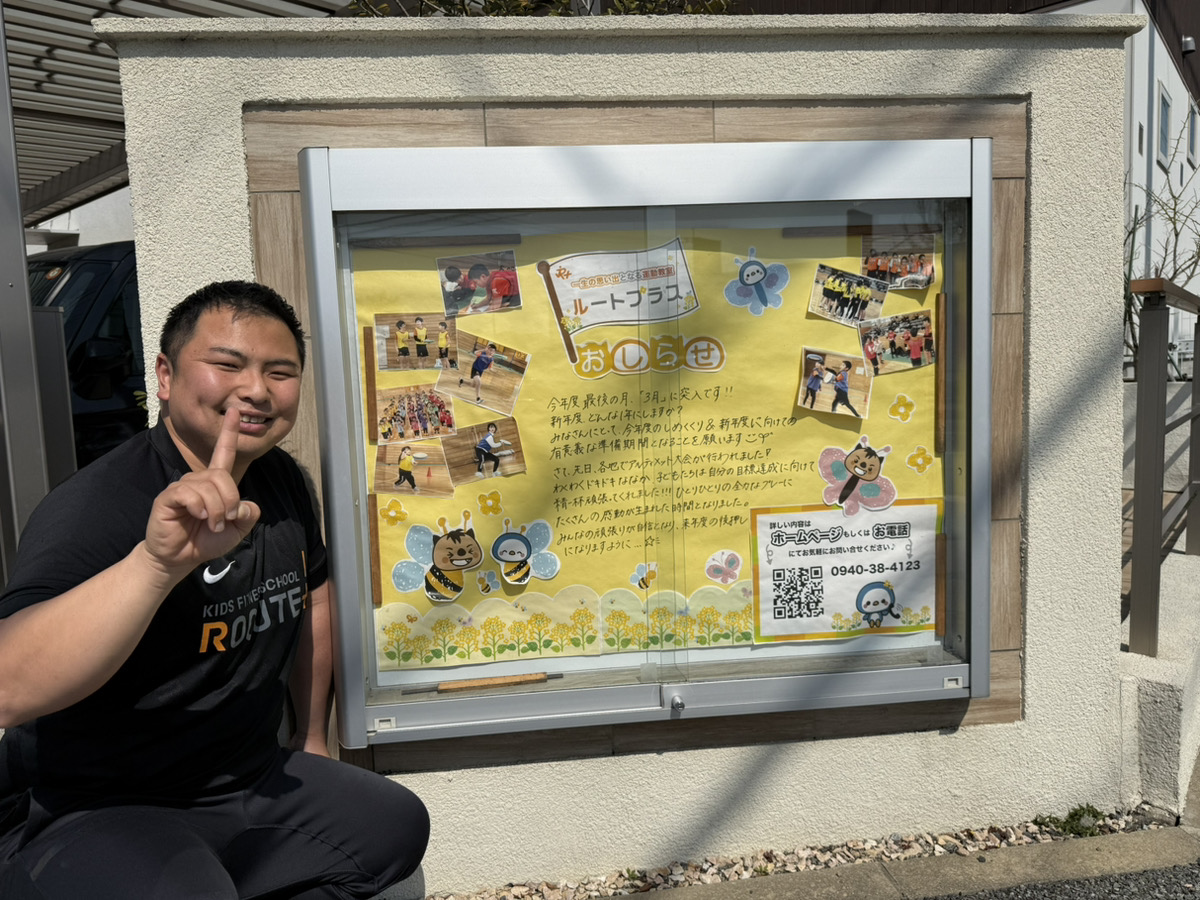 一生の思い出となる運動教室
ルートプラス
おしらせ
今年度最後の月、「3月」に突入です!!
新年度、どんな1年にしますか?
みなさんにとって、今年度のしめくくり&新年度に向けての
有意義な準備期間となることを願います
さて、先日、各地でアルティメット大会が行われました!
わくわくドキドキななか、子どもたちは自分の目標達成に向けて
精一杯頑張ってくれました!!! ひとりひとりの全力なプレーに
たくさんの感動が生まれた時間となりました。
みんなの頑張りが自信となり、来年度の後押し
になりますように…☆
詳しい内容は
ホームページもしくはお電話
にてお気軽にお問い合せください♪
0940-38-4123
KIDS FITNESS SCHOOL
ROUTE